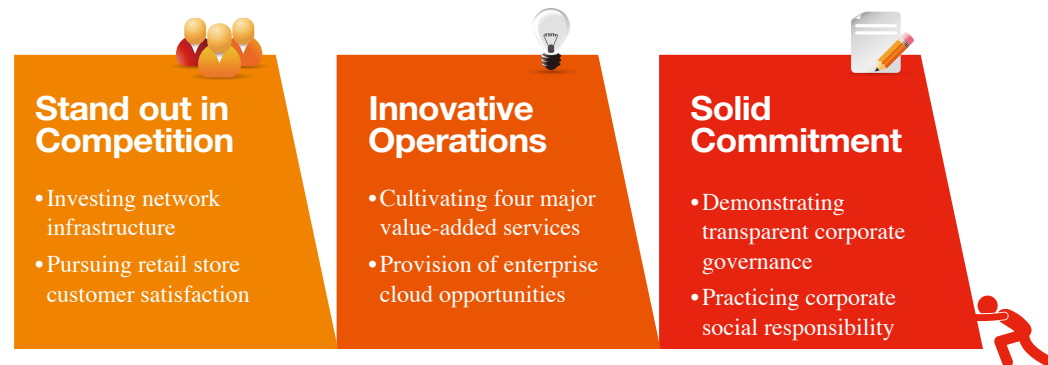 Stand out in
Competition
•Investing network
infrastructure
•Pursuing retail store
customer satisfaction
Innovative
Operations
•Cultivating four major
value-added services
•Provision of enterprise
cloud opportunities
Solid
Commitment
•Demonstrating
transparent corporate
governance
•Practicing corporate
social responsibility